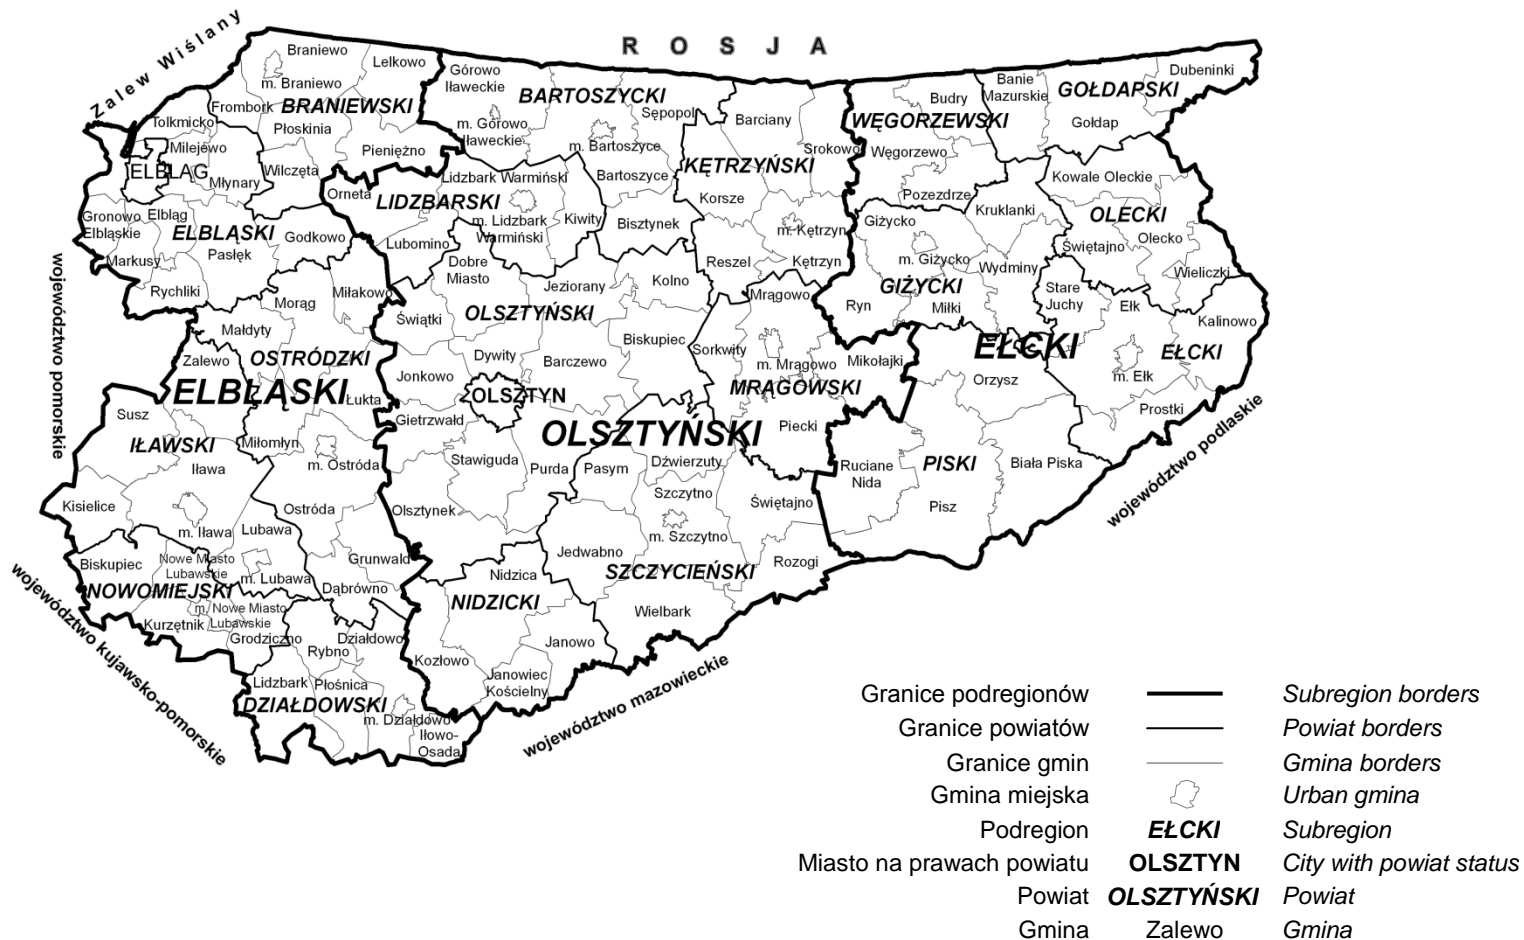 R O S J A
Zalew Wiślany
Braniewo
Lelkowo
m. Braniewo
Frombork
BRANIEWSKI
Tolkmicko
Płoskinia
Milejewo
Pieniężno
ELBLĄG
Młynary
Wilczęta
Gronowo
Elbląskie
Elbląg
ELBLĄSKI
Godkowo
Pasłęk
Markusy
Rychliki
Górowo
Iławeckie
BARTOSZYCKI
Sępopol
m. Górowo
Iławeckie
m. Bartoszyce
Bartoszyce
Bisztynek
Barciany
Srokowo
KĘTRZYŃSKI
Korsze
m. Kętrzyn
Reszel
Kętrzyn
Budry
WĘGORZEWSKI
Węgorzewo
Pozezdrze
Banie
Mazurskie
GOŁDAPSKI
Dubeninki
Gołdap
Kowale Oleckie
OLECKI
Świętajno
Olecko
Wieliczki
Giżycko
Kruklanki
m. Giżycko
Wydminy
GIŻYCKI
Ryn
Miłki
Orneta
Lidzbark Warmiński
LIDZBARSKI
m. Lidzbark
Warmiński
Kiwity
Lubomino
Dobre
Miasto
Jeziorany
Kolno
OLSZTYŃSKI
Świątki
Dywity
Barczewo
Biskupiec
Jonkowo
OLSZTYN
Gietrzwałd
OLSZTYŃSKI
Stawiguda
Purda
Olsztynek
Mrągowo
Sorkwity
m. Mrągowo
Mikołajki
MRĄGOWSKI
Piecki
Stare
Juchy
Ełk
Kalinowo
EŁCKI
EŁCKI
m. Ełk
Prostki
Orzysz
Ruciane
Nida
PISKI
Biała Piska
Pisz
Morąg
Miłakowo
Małdyty
OSTRÓDZKI
ELBLĄSKI
Łukta
Miłomłyn
m. Ostróda
Ostróda
Grunwald
Dąbrówno
Zalewo
Susz
IŁAWSKI
Iława
Kisielice
m. Iława
Lubawa
m. Lubawa
Biskupiec
Nowe Miasto
Lubawskie
NOWOMIEJSKI
m. Nowe Miasto
Lubawskie
Kurzętnik
Grodziczno
Rybno
Działdowo
Lidzbark
Płośnica
DZIAŁDOWSKI
m. Działdowo
Iłowo-
Osada
Nidzica
NIDZICKI
Janowo
Kozłowo
Janowiec
Kościelny
Pasym
Dźwierzuty
Szczytno
Świętajno
m. Szczytno
Jedwabno
Rozogi
SZCZYCIEŃSKI
Wielbark
województwo pomorskie
województwo kujawsko-pomorskie
województwo mazowieckie
województwo podlaskie
Granice podregionów Subregion borders
Granice powiatów Powiat borders
Granice gmin Gmina borders
Gmina miejska Urban gmina
Podregion EŁCKI Subregion
Miasto na prawach powiatu OLSZTYN City with powiat status
Powiat OLSZTYŃSKI Powiat
Gmina Zalewo Gmina